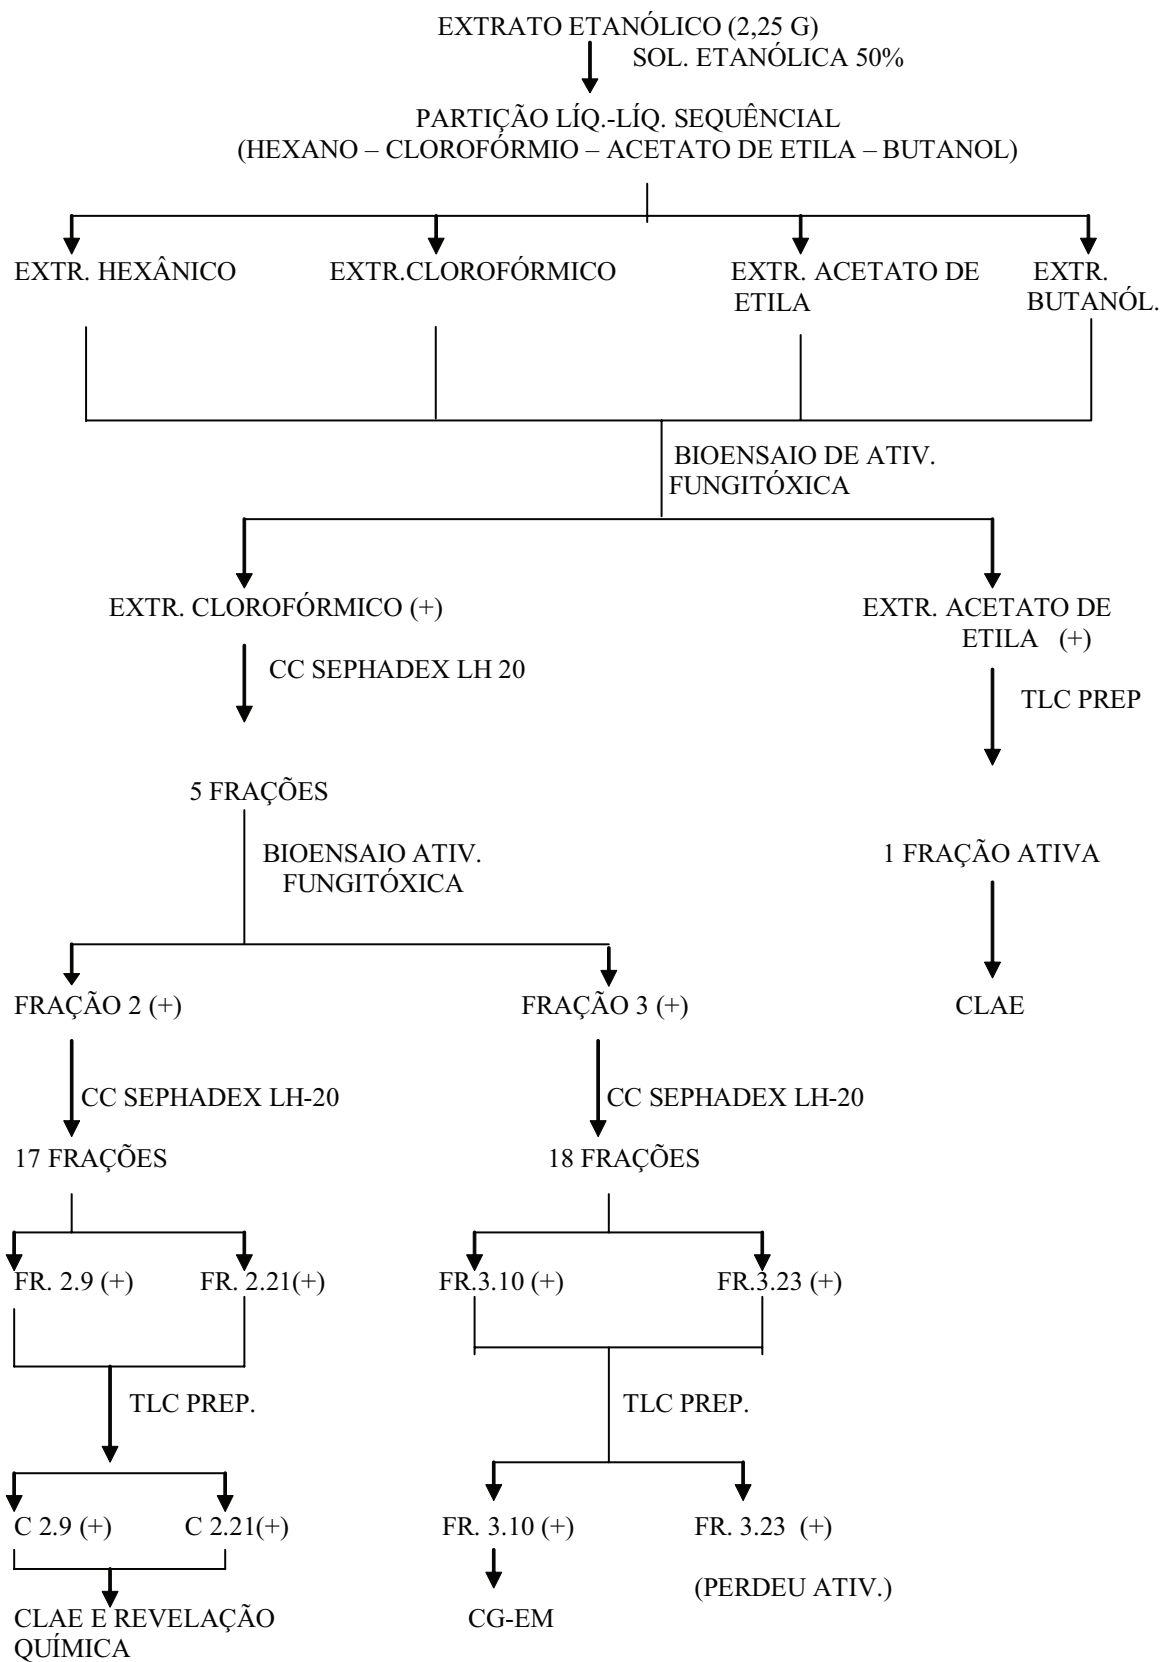 EXTRATO ETANÓLICO (2,25 G)
SOL. ETANÓLICA 50%
PARTIÇÃO LÍQ.-LÍQ. SEQUÊNCIAL
(HEXANO – CLOROFÓRMIO – ACETATO DE ETILA – BUTANOL)
EXTR. HEXÂNICO
EXTR.CLOROFÓRMICO
EXTR. ACETATO DE
ETILA
EXTR.
BUTANÓL.
BIOENSAIO DE ATIV.
FUNGITÓXICA
EXTR. CLOROFÓRMICO (+)
EXTR. ACETATO DE
ETILA (+)
CC SEPHADEX LH 20
TLC PREP
5 FRAÇÕES
1 FRAÇÃO ATIVA
BIOENSAIO ATIV.
FUNGITÓXICA
FRAÇÃO 2 (+)
FRAÇÃO 3 (+)
CLAE
CC SEPHADEX LH-20
CC SEPHADEX LH-20
17 FRAÇÕES
18 FRAÇÕES
FR. 2.9 (+)
FR. 2.21(+)
FR.3.10 (+)
FR.3.23 (+)
TLC PREP.
TLC PREP.
C 2.9 (+)
C 2.21(+)
FR. 3.10 (+)
FR. 3.23 (+)
(PERDEU ATIV.)
CLAE E REVELAÇÃO
QUÍMICA
CG-EM